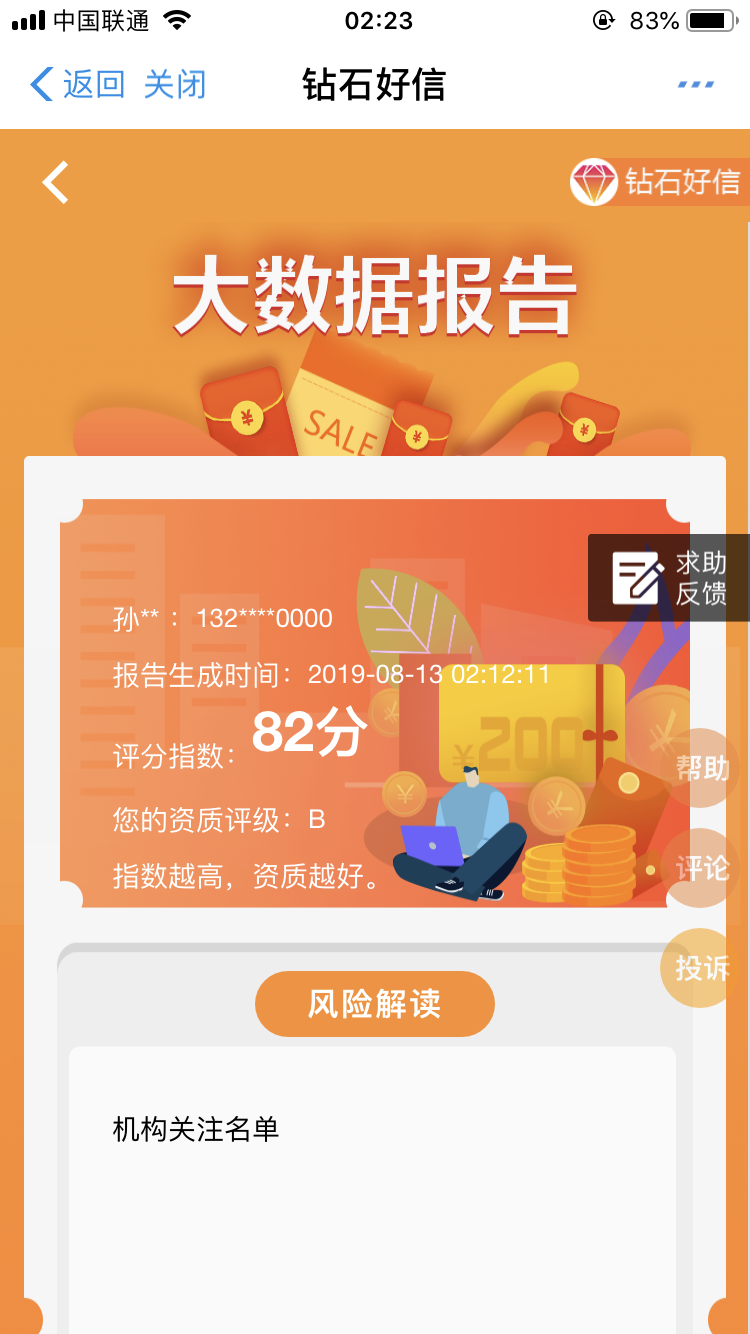 中国联通 02:23 83%
返回 关闭 钻石好信
钻石好信
大数据报告
SALE
¥ ¥ ¥
求助
反馈
孙**： 132****0000
报告生成时间：2019-08-13 02:12:11
评分指数：82分
¥200
您的资质评级：B
指数越高，资质越好。
帮助
评论
投诉
风险解读
机构关注名单